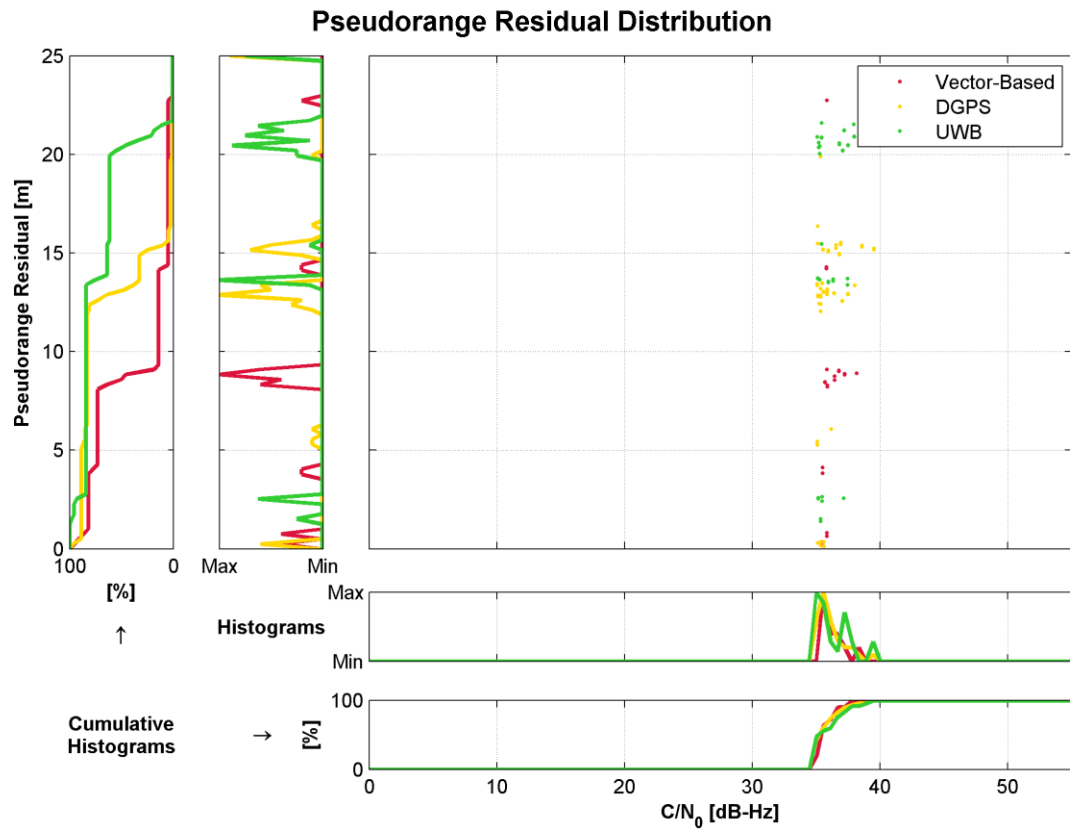 Pseudorange Residual Distribution
25
20
15
10
5
0
Pseudorange Residual [m]
100 0
[%]
↑
Max Min
Histograms
Vector-Based
DGPS
UWB
Max
Min
Cumulative
Histograms
→
[%]
100
0
0 10 20 30 40 50
C/N₀ [dB-Hz]